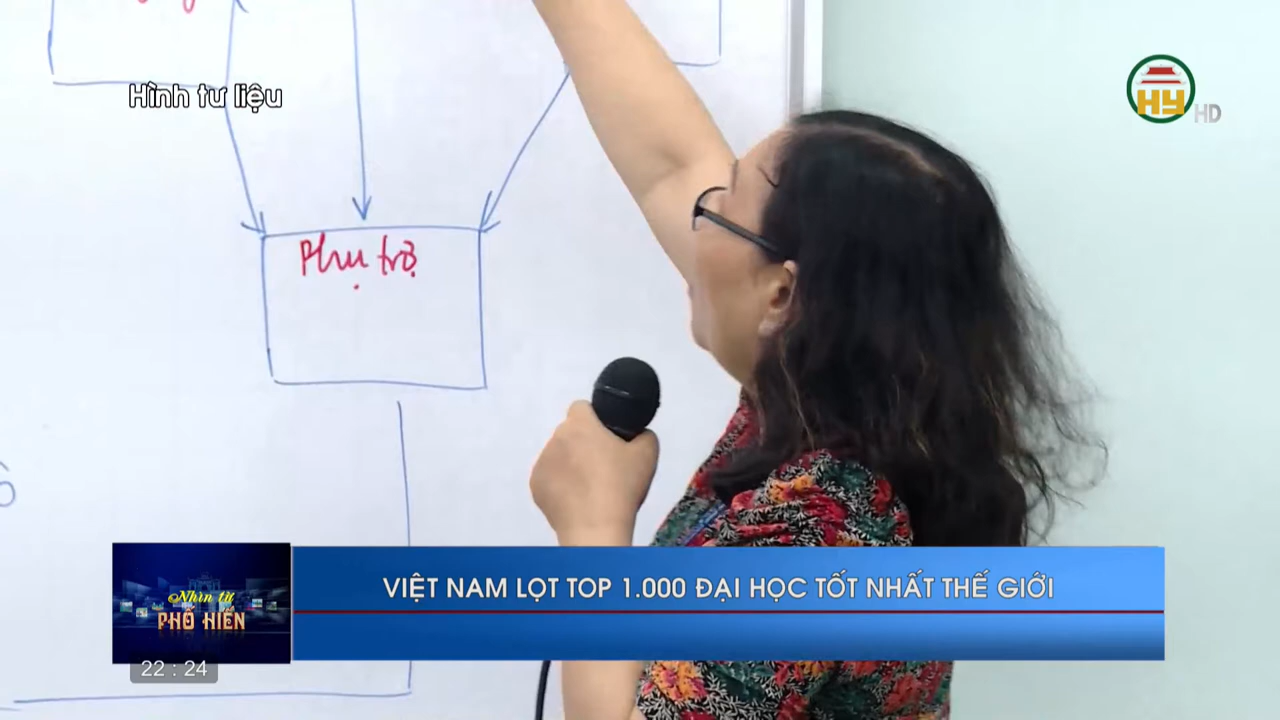 Hình tư liệu
HY HD
Phụ trợ
VIỆT NAM LỌT TOP 1.000 ĐẠI HỌC TỐT NHẤT THẾ GIỚI
Nhìn từ
PHỐ HIẾN
22 : 24